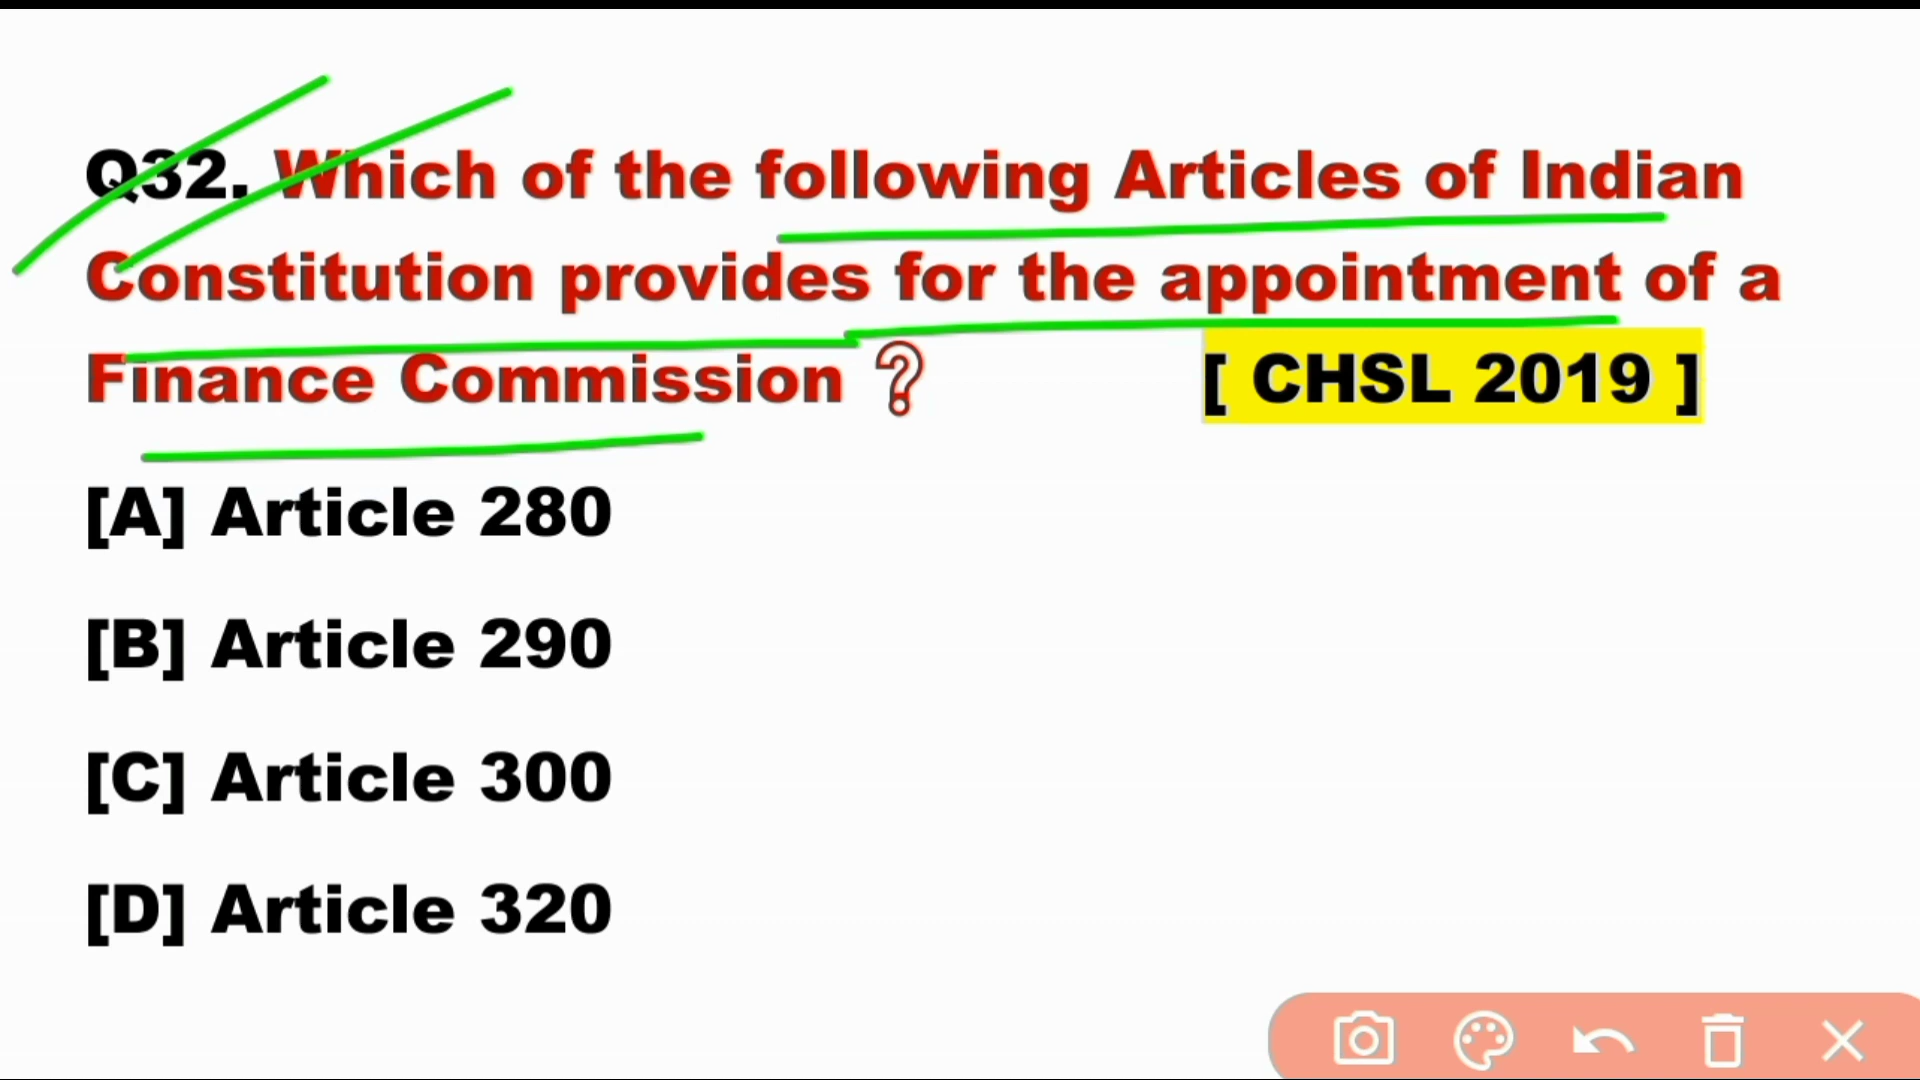 Q32. Which of the following Articles of Indian
Constitution provides for the appointment of a
Finance Commission ? [ CHSL 2019 ]
[A] Article 280
[B] Article 290
[C] Article 300
[D] Article 320